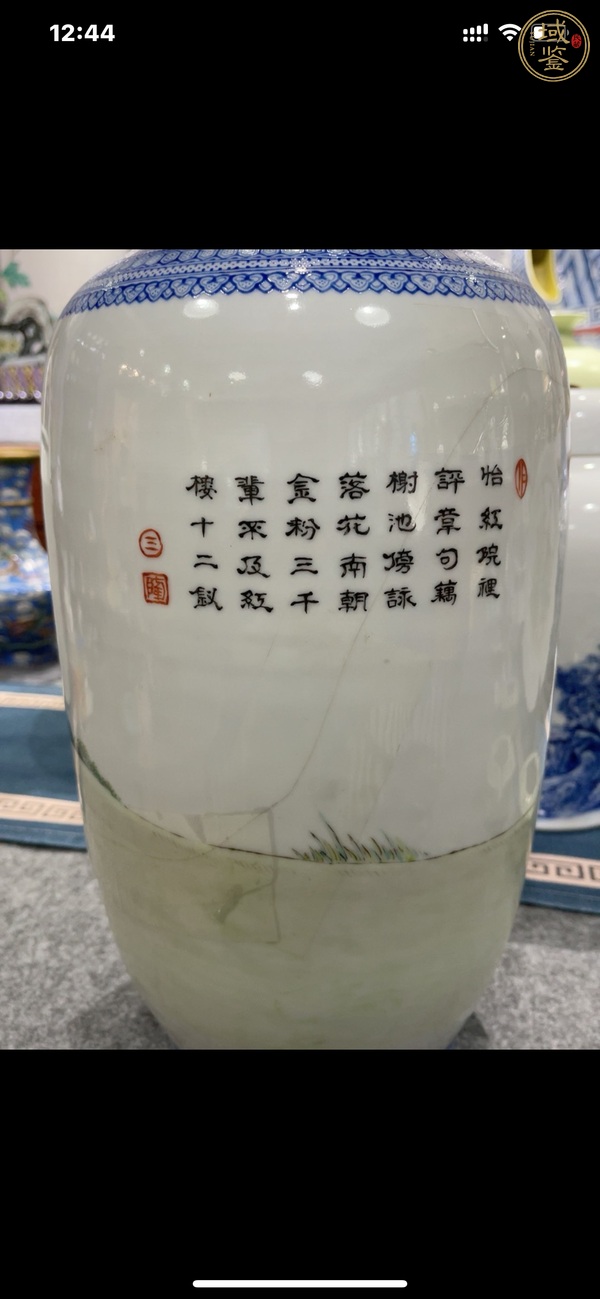 12:44
域鉴
怡紅院裡
評章句藕
榭池傍詠
落花南朝
金粉三千
輩不及紅
樓十二釵
三
陶